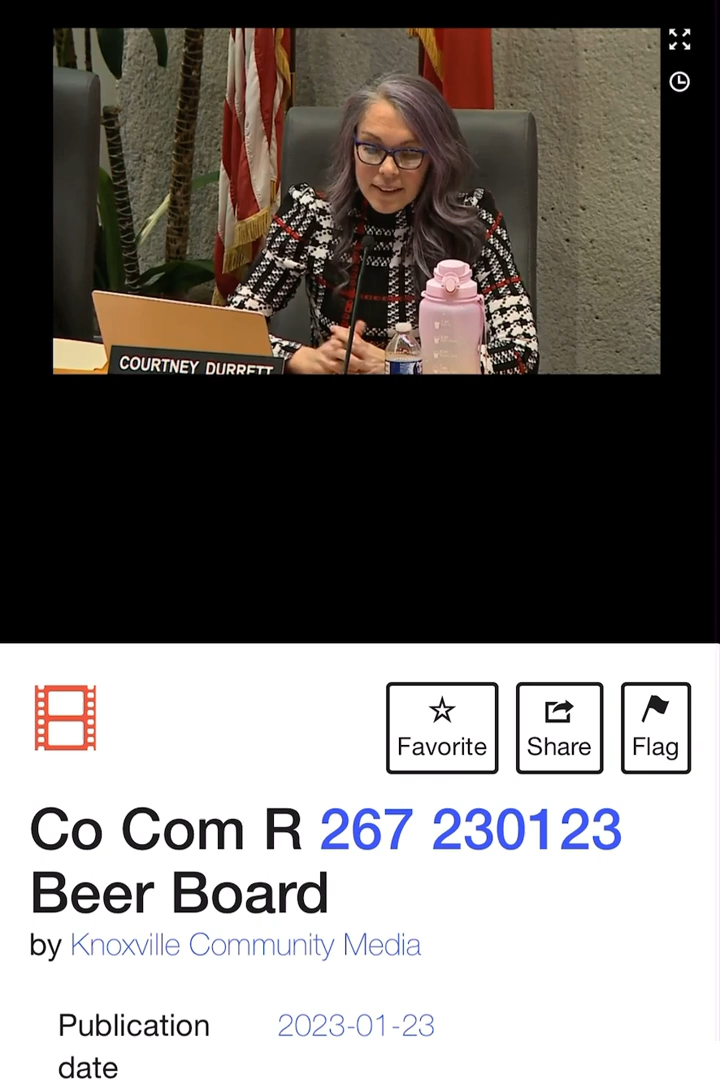 COURTNEY DURRETT
Favorite
Share
Flag
Co Com R 267 230123
Beer Board
by Knoxville Community Media
Publication 2023-01-23
date